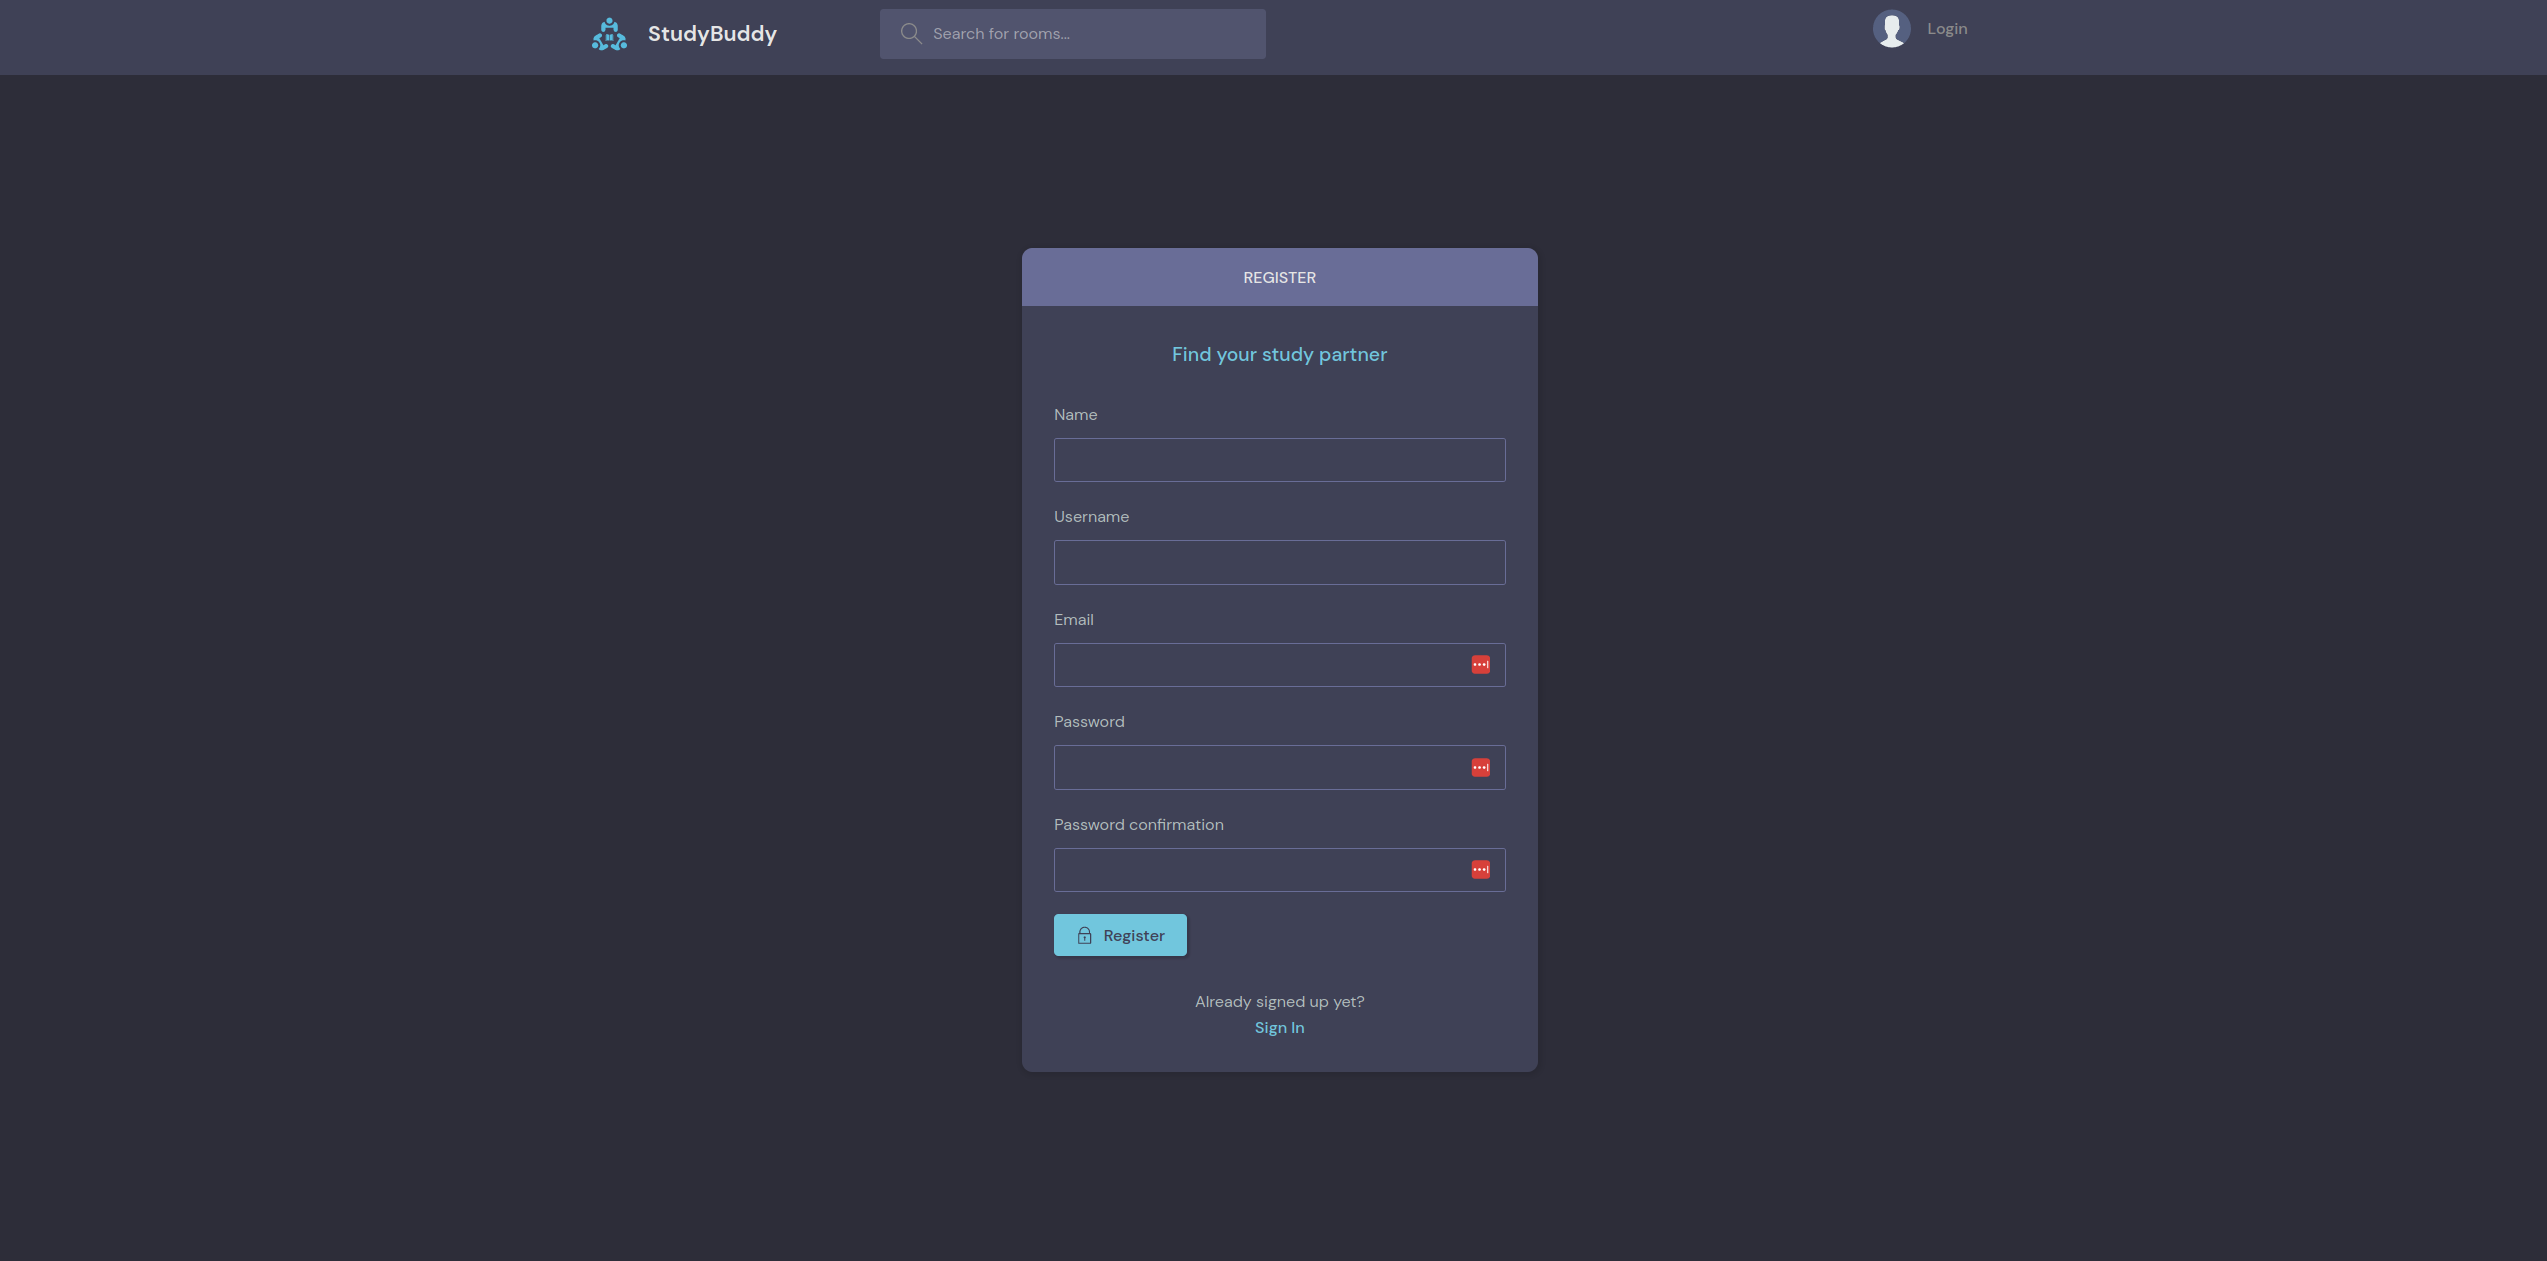 StudyBuddy
Search for rooms...
Login
REGISTER
Find your study partner
Name
Username
Email
Password
Password confirmation
Register
Already signed up yet?
Sign In